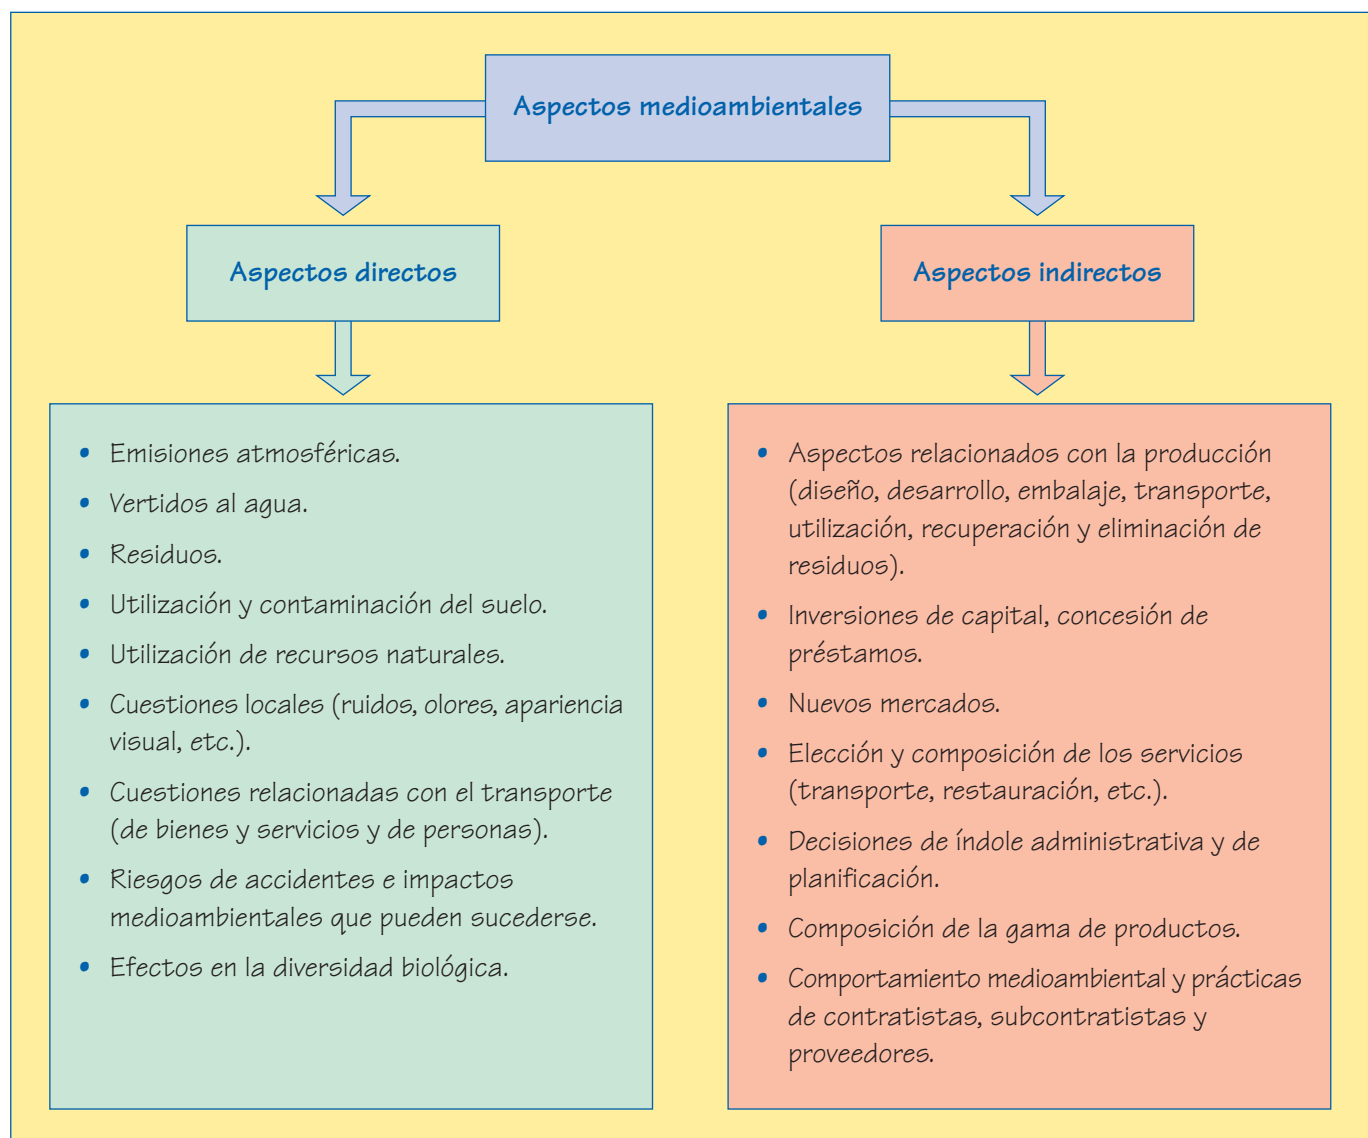 Aspectos medioambientales
Aspectos directos
Aspectos indirectos
• Emisiones atmosféricas.
• Vertidos al agua.
• Residuos.
• Utilización y contaminación del suelo.
• Utilización de recursos naturales.
• Cuestiones locales (ruidos, olores, apariencia
visual, etc.).
• Cuestiones relacionadas con el transporte
(de bienes y servicios y de personas).
• Riesgos de accidentes e impactos
medioambientales que pueden sucederse.
• Efectos en la diversidad biológica.
• Aspectos relacionados con la producción
(diseño, desarrollo, embalaje, transporte,
utilización, recuperación y eliminación de
residuos).
• Inversiones de capital, concesión de
préstamos.
• Nuevos mercados.
• Elección y composición de los servicios
(transporte, restauración, etc.).
• Decisiones de índole administrativa y de
planificación.
• Composición de la gama de productos.
• Comportamiento medioambiental y prácticas
de contratistas, subcontratistas y
proveedores.